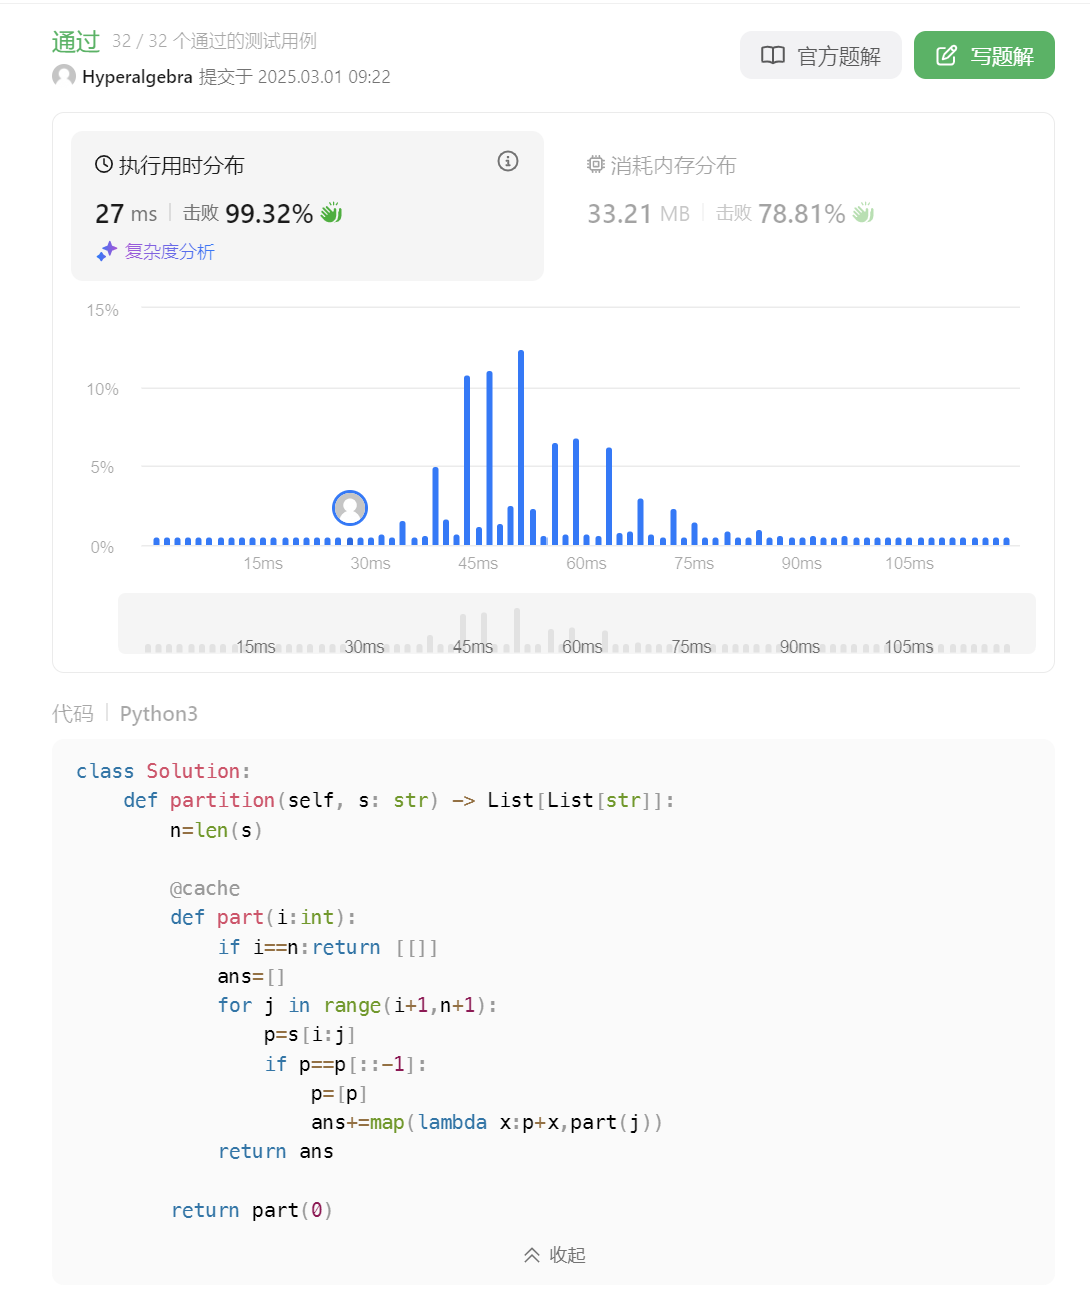 通过 32 / 32 个通过的测试用例
Hyperalgebra 提交于 2025.03.01 09:22
官方题解
写题解
执行用时分布
27 ms 击败 99.32%
复杂度分析
消耗内存分布
33.21 MB 击败 78.81%
15%
10%
5%
0%
15ms 30ms 45ms 60ms 75ms 90ms 105ms
15ms 30ms 45ms 60ms 75ms 90ms 105ms
代码 Python3
class Solution:
    def partition(self, s: str) -> List[List[str]]:
        n=len(s)

        @cache
        def part(i:int):
            if i==n:return [[]]
            ans=[]
            for j in range(i+1,n+1):
                p=s[i:j]
                if p==p[::-1]:
                    p=[p]
                    ans+=map(lambda x:p+x,part(j))
            return ans

        return part(0)
收起